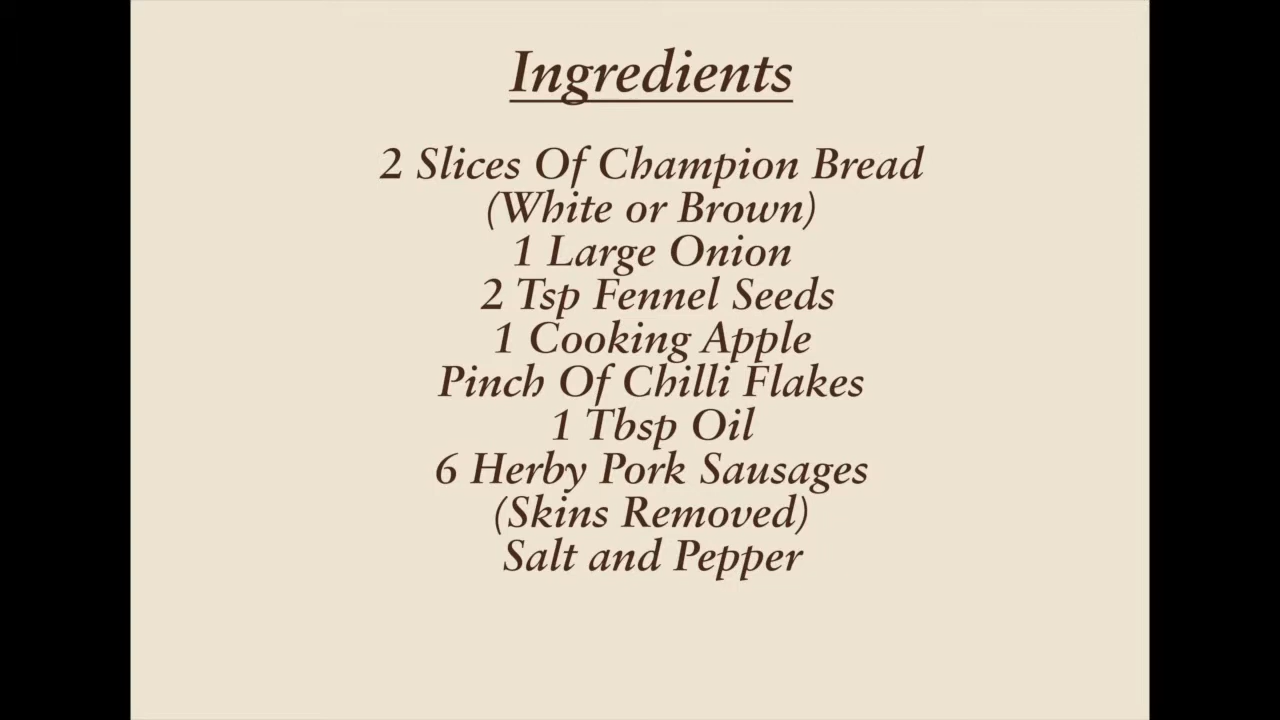 Ingredients
2 Slices Of Champion Bread
(White or Brown)
1 Large Onion
2 Tsp Fennel Seeds
1 Cooking Apple
Pinch Of Chilli Flakes
1 Tbsp Oil
6 Herby Pork Sausages
(Skins Removed)
Salt and Pepper